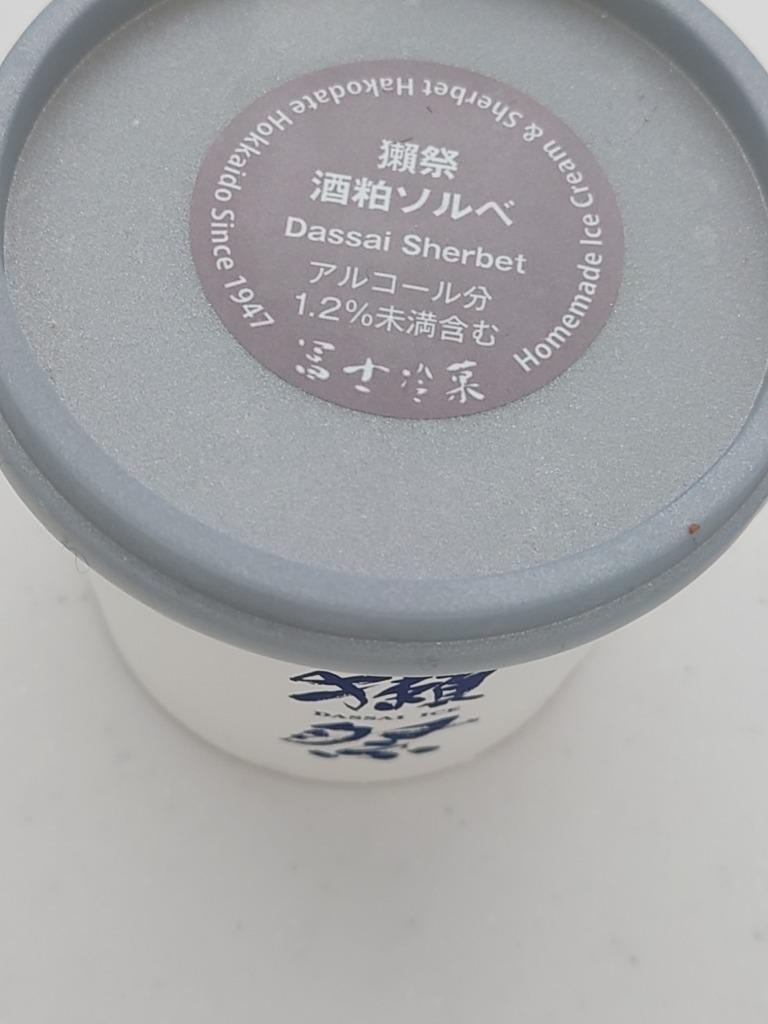 Homemade Ice Cream & Sherbet Hakodate Hokkaido Since 1947
獺祭
酒粕ソルベ
Dassai Sherbet
アルコール分
1.2%未満含む
冨士冷菓
獺
DASSAI ICE
祭